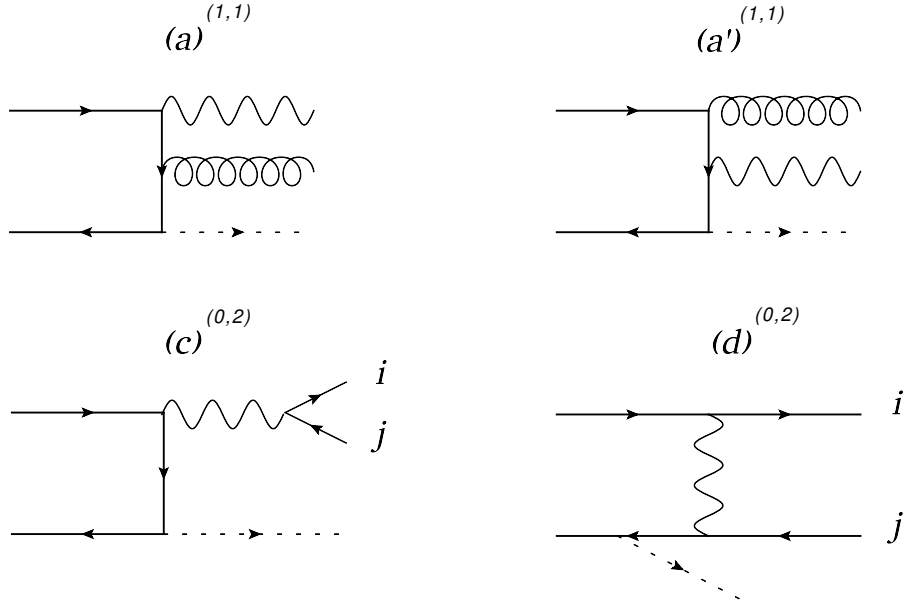 (a)^(1,1)
(a')^(1,1)
(c)^(0,2)
i
j
(d)^(0,2)
i
j